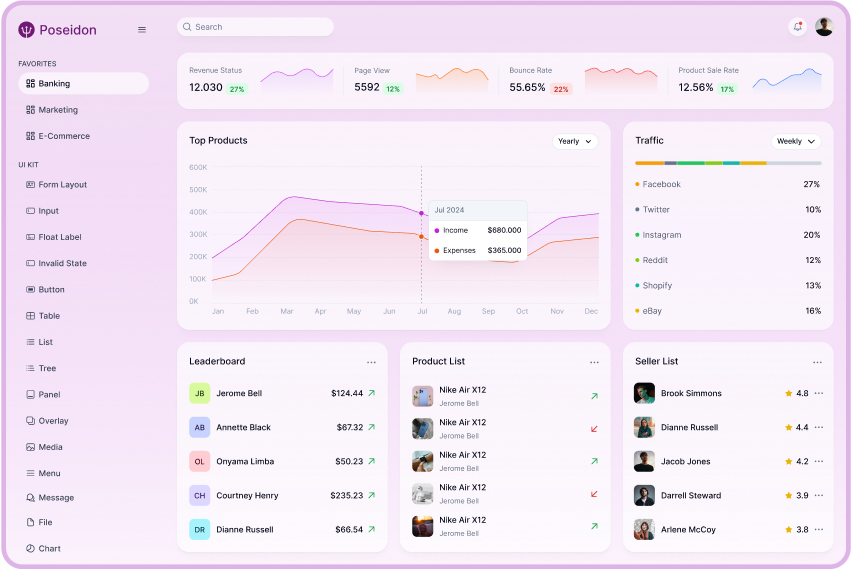 Poseidon
Search
FAVORITES
Banking
Marketing
E-Commerce
UI KIT
Form Layout
Input
Float Label
Invalid State
Button
Table
List
Tree
Panel
Overlay
Media
Menu
Message
File
Chart
Revenue Status
12.030 27%
Page View
5592 12%
Bounce Rate
55.65% 22%
Product Sale Rate
12.56% 17%
Top Products
Yearly
600K
500K
400K
300K
200K
100K
0K
Jan Feb Mar Apr May Jun Jul Aug Sep Oct Nov Dec
Jul 2024
Income $680.000
Expenses $365.000
Traffic
Weekly
Facebook 27%
Twitter 10%
Instagram 20%
Reddit 12%
Shopify 13%
eBay 16%
Leaderboard
JB Jerome Bell $124.44
AB Annette Black $67.32
OL Onyama Limba $50.23
CH Courtney Henry $235.23
DR Dianne Russell $66.54
Product List
Nike Air X12
Jerome Bell
Nike Air X12
Jerome Bell
Nike Air X12
Jerome Bell
Nike Air X12
Jerome Bell
Nike Air X12
Jerome Bell
Seller List
Brook Simmons 4.8
Dianne Russell 4.4
Jacob Jones 4.2
Darrell Steward 3.9
Arlene McCoy 3.8